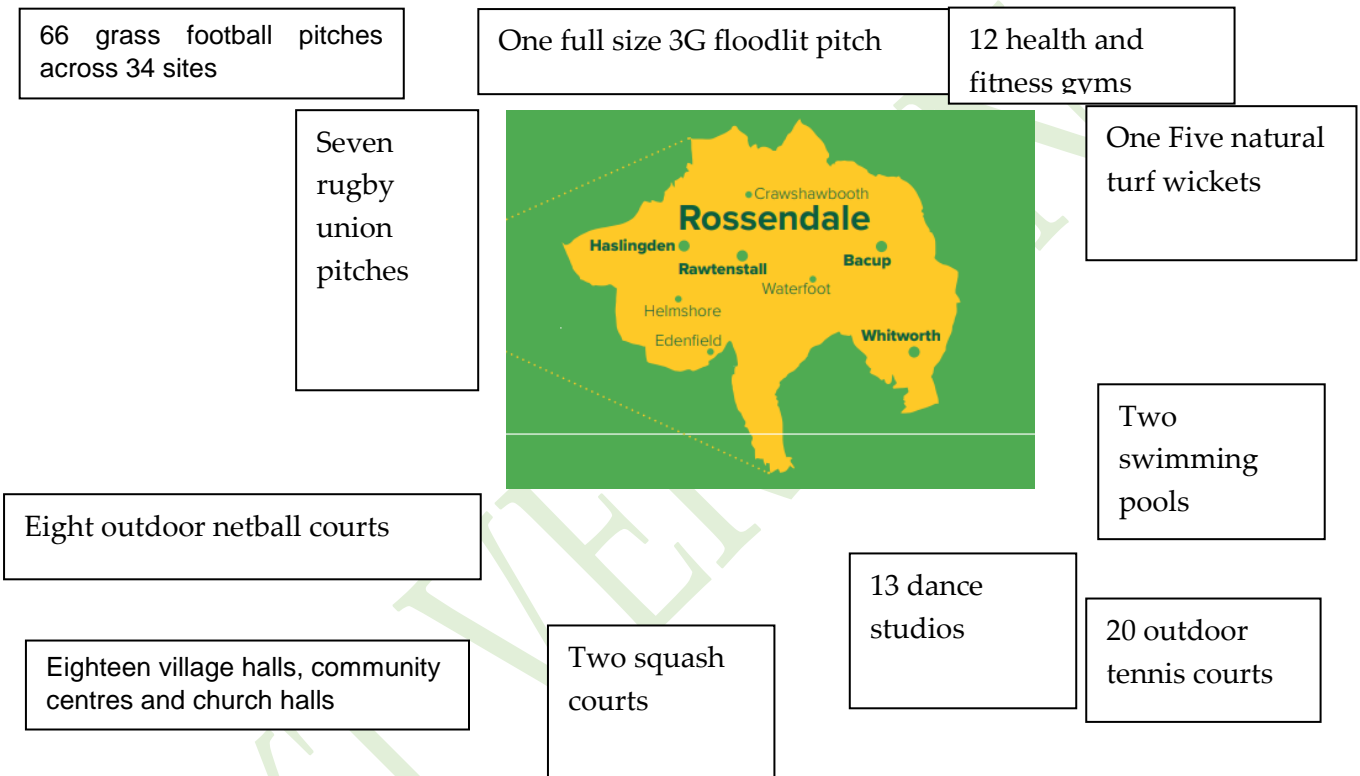 66 grass football pitches
across 34 sites
One full size 3G floodlit pitch
12 health and
fitness gyms
Seven
rugby
union
pitches
One Five natural
turf wickets
Crawshawbooth
Rossendale
Haslingden
Rawtenstall
Bacup
Waterfoot
Helmshore
Edenfield
Whitworth
Two
swimming
pools
Eight outdoor netball courts
13 dance
studios
20 outdoor
tennis courts
Eighteen village halls, community
centres and church halls
Two squash
courts